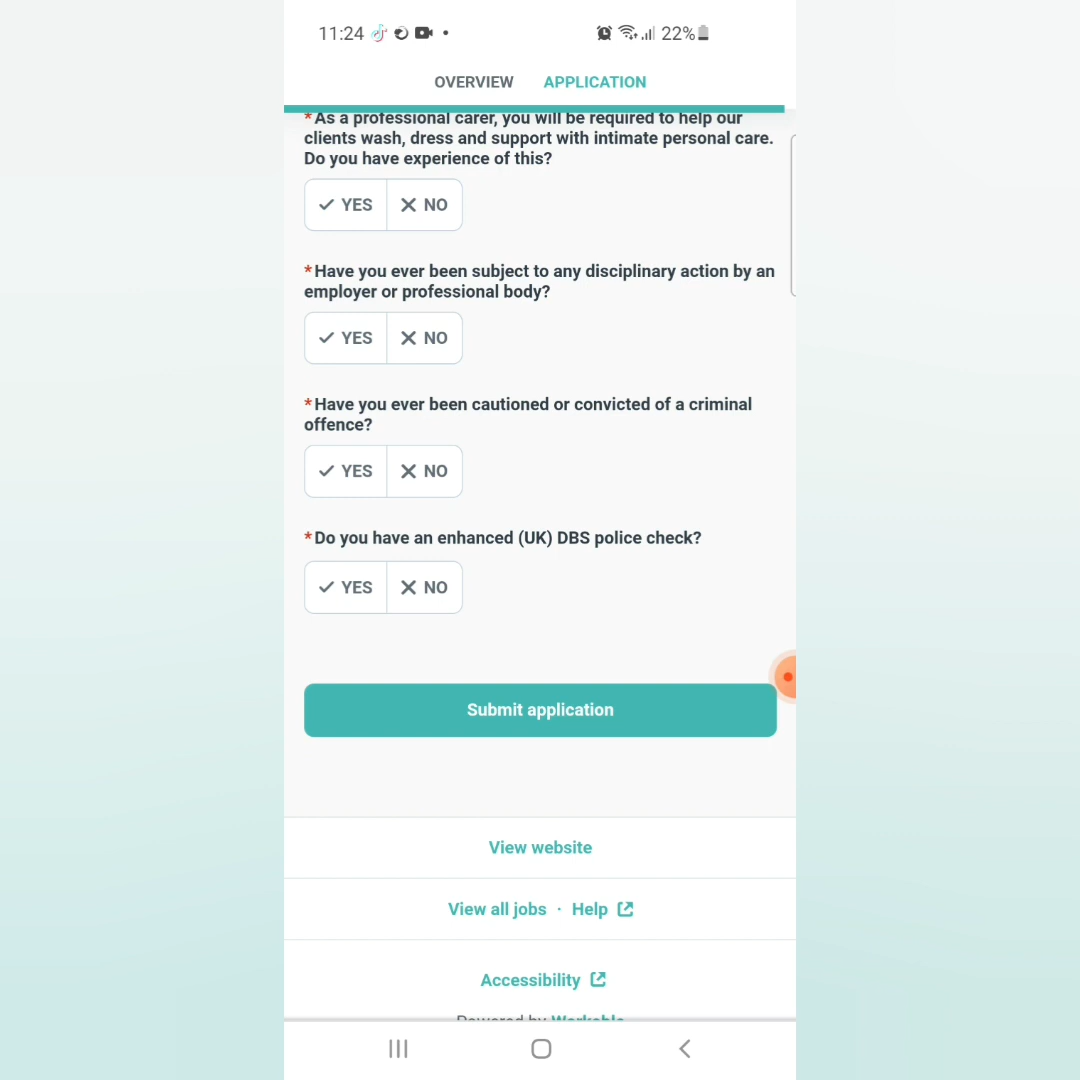 11:24
22%
OVERVIEW APPLICATION
*As a professional carer, you will be required to help our
clients wash, dress and support with intimate personal care.
Do you have experience of this?
YES NO
*Have you ever been subject to any disciplinary action by an
employer or professional body?
YES NO
*Have you ever been cautioned or convicted of a criminal
offence?
YES NO
*Do you have an enhanced (UK) DBS police check?
YES NO
Submit application
View website
View all jobs · Help
Accessibility
Powered by Workable